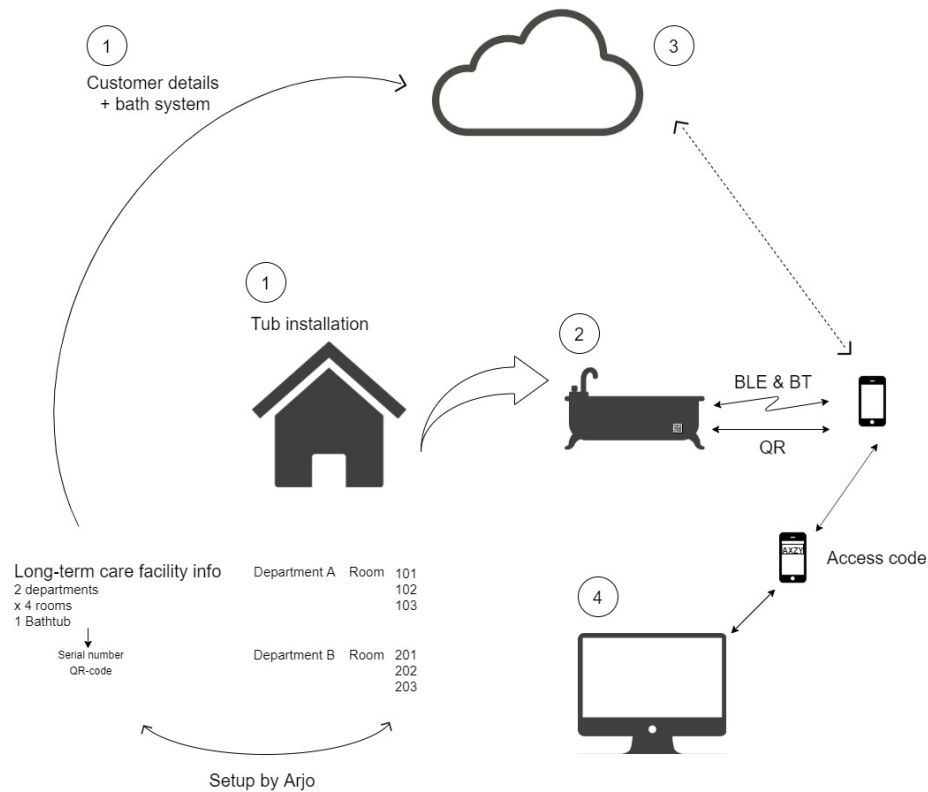 1
Customer details
+ bath system
3
1
Tub installation
2
BLE & BT
QR
AXZY
Access code
Long-term care facility info
2 departments
x 4 rooms
1 Bathtub
Serial number
QR-code
Department A Room 101
102
103
Department B Room 201
202
203
4
Setup by Arjo